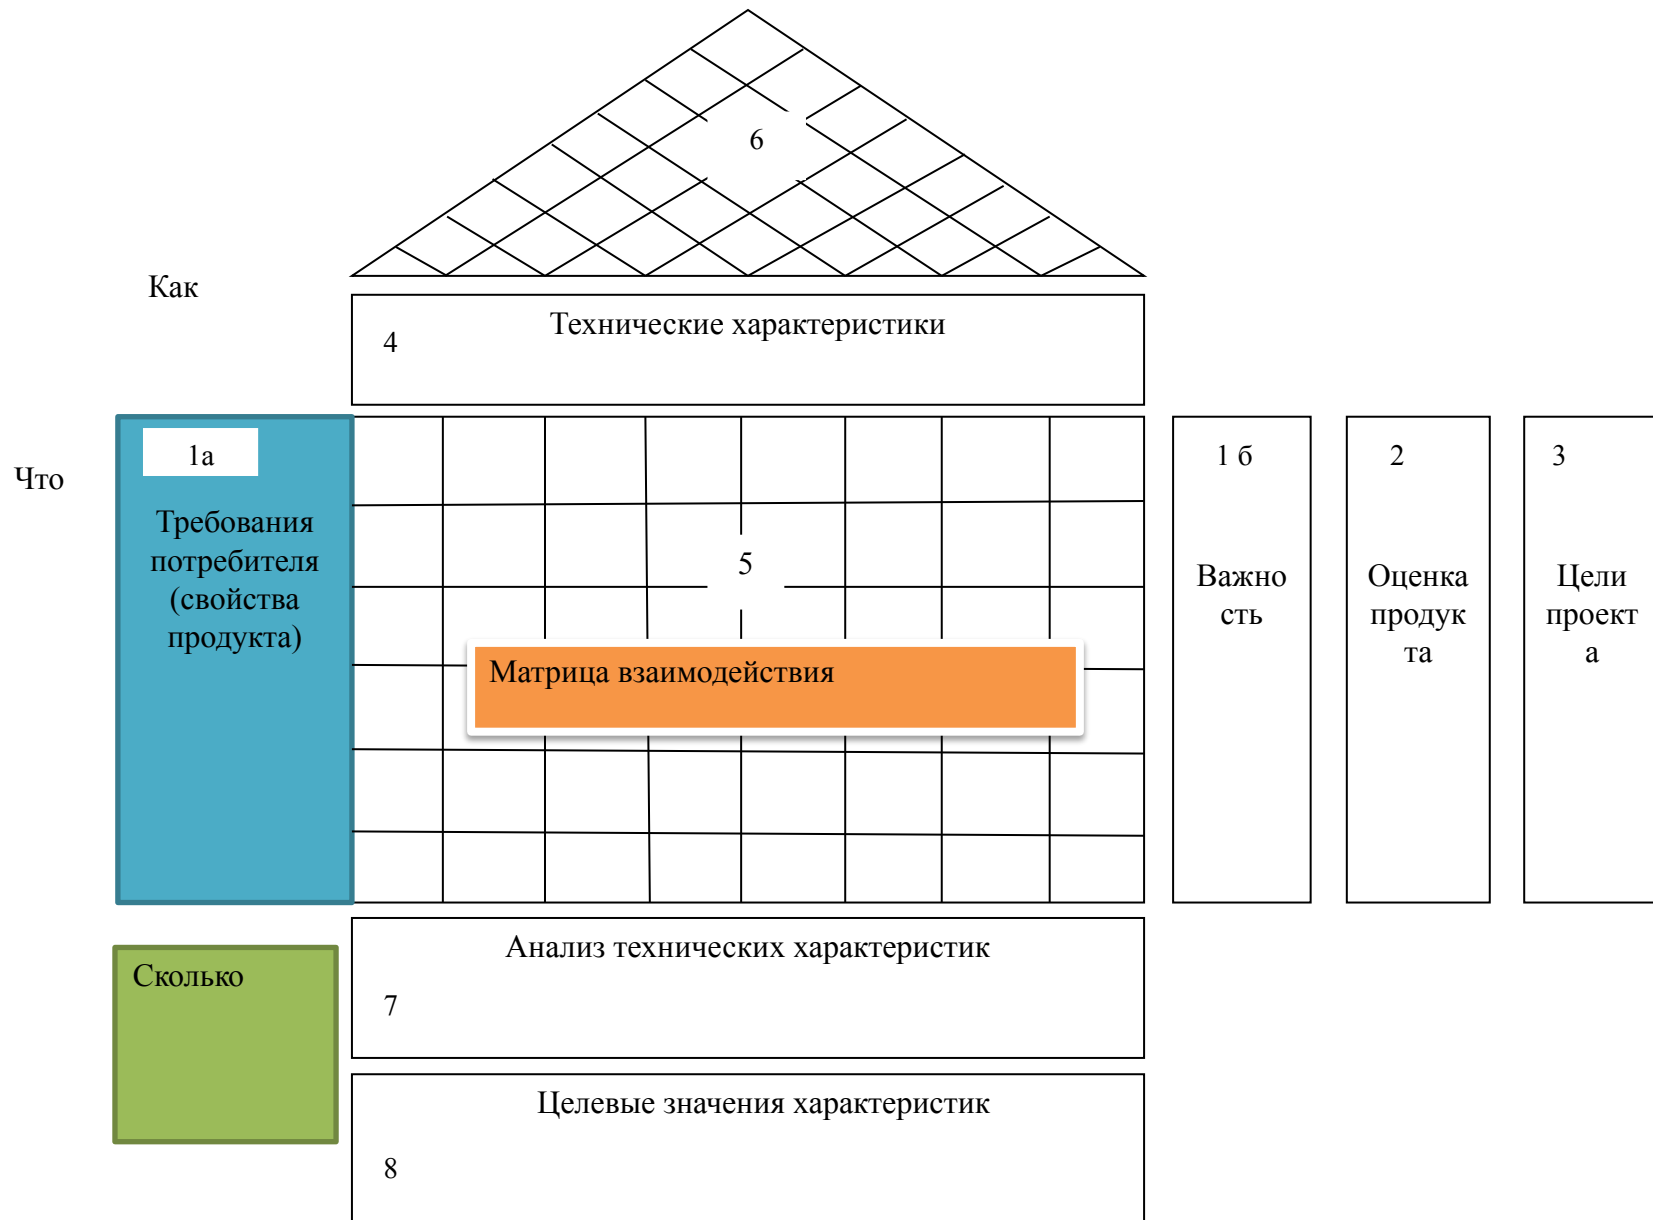 6
Как
Технические характеристики
4
Что
1а
Требования
потребителя
(свойства
продукта)
5
Матрица взаимодействия
1 б
Важно
сть
2
Оценка
продук
та
3
Цели
проект
а
Сколько
Анализ технических характеристик
7
Целевые значения характеристик
8